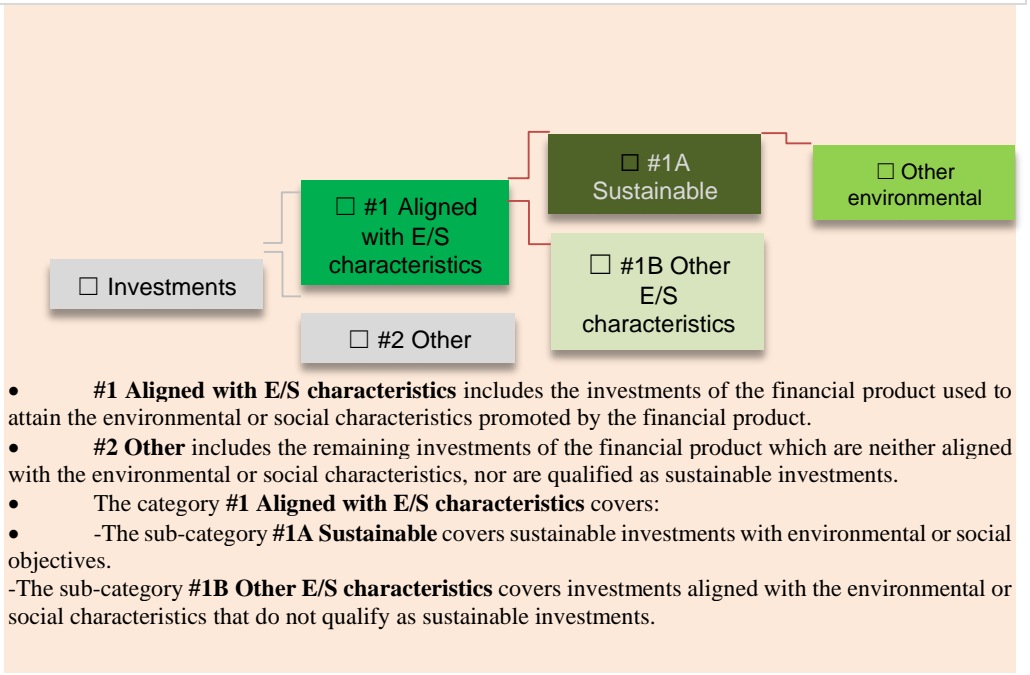 ☐ #1A
Sustainable
☐ Other
environmental
☐ #1 Aligned
with E/S
characteristics
☐ #1B Other
E/S
characteristics
☐ Investments
☐ #2 Other
• #1 Aligned with E/S characteristics includes the investments of the financial product used to
attain the environmental or social characteristics promoted by the financial product.
• #2 Other includes the remaining investments of the financial product which are neither aligned
with the environmental or social characteristics, nor are qualified as sustainable investments.
• The category #1 Aligned with E/S characteristics covers:
• -The sub-category #1A Sustainable covers sustainable investments with environmental or social
objectives.
-The sub-category #1B Other E/S characteristics covers investments aligned with the environmental or
social characteristics that do not qualify as sustainable investments.